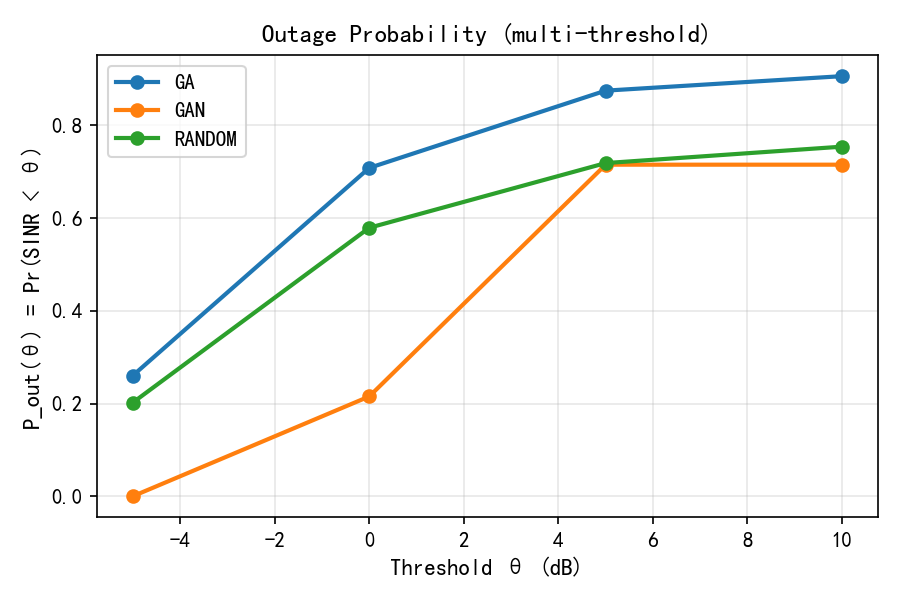 Outage Probability (multi-threshold)
GA
GAN
RANDOM
P_out(θ) = Pr(SINR < θ)
0.8
0.6
0.4
0.2
0.0
−4
−2
0
2
4
6
8
10
Threshold θ (dB)